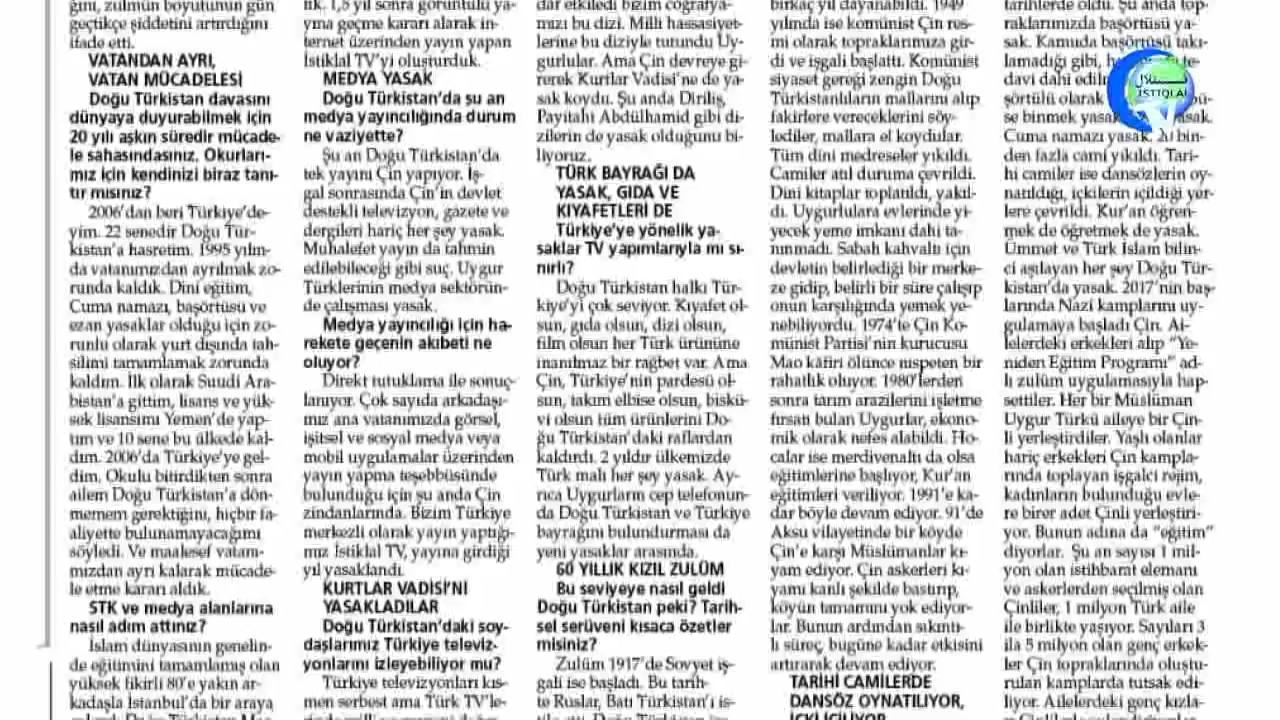 ğini, zulmün boyutunun gün
geçtikçe şiddetini artırdığını
ifade etti.
VATANDAN AYRI,
VATAN MÜCADELESİ
Doğu Türkistan davasını
dünyaya duyurabilmek için
20 yılı aşkın süredir mücade-
le sahasındasınız. Okurları-
mız için kendinizi biraz tanı-
tır mısınız?
2006'dan beri Türkiye'de-
yim. 22 senedir Doğu Tür-
kistan'a hasretim. 1995 yılın-
da vatanımızdan ayrılmak zo-
runda kaldık. Dini eğitim,
Cuma namazı, başörtüsü ve
ezan yasaklar olduğu için zo-
runlu olarak yurt dışında tah-
silimi tamamlamak zorunda
kaldım. İlk olarak Suudi Ara-
bistan'a gittim, lisans ve yük-
sek lisansımı Yemen'de yap-
tım ve 10 sene bu ülkede kal-
dım. 2006'da Türkiye'ye gel-
dim. Okulu bitirdikten sonra
ailem Doğu Türkistan'a dön-
memem gerektiğini, hiçbir fa-
aliyette bulunamayacağımı
söyledi. Ve maalesef vatanı-
mızdan ayrı kalarak mücade-
le etme kararı aldık.
STK ve medya alanlarına
nasıl adım attınız?
İslam dünyasının genelin-
de eğitimini tamamlamış olan
yüksek fikirli 80'e yakın ar-
kadaşla İstanbul'da bir araya
lik. 1,5 yıl sonra görüntülü ya-
yına geçme kararı alarak in-
ternet üzerinden yayın yapan
İstiklal TV'yi oluşturduk.
MEDYA YASAK
Doğu Türkistan'da şu an
medya yayıncılığında durum
ne vaziyette?
Şu an Doğu Türkistan'da
tek yayını Çin yapıyor. İş-
gal sonrasında Çin'in devlet
destekli televizyon, gazete ve
dergileri hariç her şey yasak.
Muhalefet yayın da tahmin
edilebileceği gibi suç. Uygur
Türklerinin medya sektörün-
de çalışması yasak.
Medya yayıncılığı için ha-
rekete geçenin akıbeti ne
oluyor?
Direkt tutuklama ile sonuç-
lanıyor. Çok sayıda arkadaşı-
mız ana vatanımızda görsel,
işitsel ve sosyal medya veya
mobil uygulamalar üzerinden
yayın yapma teşebbüsünde
bulunduğu için şu anda Çin
zindanlarında. Bizim Türkiye
merkezli olarak yayın yaptığı-
mız İstiklal TV, yayına girdiği
yıl yasaklandı.
KURTLAR VADİSİ'Nİ
YASAKLADILAR
Doğu Türkistan'daki soy-
daşlarımız Türkiye televiz-
yonlarını izleyebiliyor mu?
Türkiye televizyonları kıs-
men serbest ama Türk TV'le-
dar etkiledi bizim coğrafya-
mızı bu dizi. Milli hassasiyet-
lerine bu diziyle tutundu Uy-
gurlular. Ama Çin devreye gi-
rerek Kurtlar Vadisi'ne de ya-
sak koydu. Şu anda Diriliş,
Payitaht Abdülhamid gibi di-
zilerin de yasak olduğunu bi-
liyoruz.
TÜRK BAYRAĞI DA
YASAK, GIDA VE
KIYAFETLERİ DE
Türkiye'ye yönelik ya-
saklar TV yapımlarıyla mı sı-
nırlı?
Doğu Türkistan halkı Tür-
kiye'yi çok seviyor. Kıyafet ol-
sun, gıda olsun, dizi olsun,
film olsun her Türk ürününe
inanılmaz bir rağbet var. Ama
Çin, Türkiye'nin pardesü ol-
sun, takım elbise olsun, bisku-
vi olsun tüm ürünlerini Do-
ğu Türkistan'daki raflardan
kaldırdı. 2 yıldır ülkemizde
Türk malı her şey yasak. Ay-
rıca Uygurların cep telefonun-
da Doğu Türkistan ve Türkiye
bayrağını bulundurması da
yeni yasaklar arasında.
60 YILLIK KIZIL ZULÜM
Bu seviyeye nasıl geldi
Doğu Türkistan peki? Tarih-
sel serüveni kısaca özetler
misiniz?
Zulüm 1917'de Sovyet iş-
gali ise başladı. Bu tarih-
te Ruslar, Batı Türkistan'ı is-
birkaç yıl dayanabildi. 1949
yılında ise komünist Çin res-
mi olarak topraklarımıza gir-
di ve işgali başlattı. Komünist
siyaset gereği zengin Doğu
Türkistanlıların mallarını alıp
fakirlere vereceklerini söy-
lediler, mallara el koydular.
Tüm dini medreseler yıkıldı.
Camiler atıl duruma çevrildi.
Dini kitaplar toplatıldı, yakıl-
dı. Uygurlulara evlerinde yi-
yecek yeme imkanı dahi ta-
nınmadı. Sabah kahvaltı için
devletin belirlediği bir merke-
ze gidip, belirli bir süre çalışıp
onun karşılığında yemek ye-
nebiliyordu. 1974'te Çin Ko-
münist Partisi'nin kurucusu
Mao kâfiri ölünce nispeten bir
rahatlık oluyor. 1980'lerden
sonra tarım arazilerini işletme
fırsatı bulan Uygurlar, ekono-
mik olarak nefes alabildi. Ho-
calar ise merdivenaltı da olsa
eğitimlerine başlıyor, Kur'an
eğitimleri veriliyor. 1991'e ka-
dar böyle devam ediyor. 91'de
Aksu vilayetinde bir köyde
Çin'e karşı Müslümanlar kı-
yam ediyor. Çin askerleri kı-
yamı kanlı şekilde bastırıp,
köyün tamamını yok ediyor-
lar. Bunun ardından sıkıntı-
lı süreç, bugüne kadar etkisini
artırarak devam ediyor.
TARİHİ CAMİLERDE
DANSÖZ OYNATILIYOR,
İÇKİ İÇİLİYOR
tarihlerde oldu. Şu anda top-
raklarımızda başörtüsü ya-
sak. Kamuda başörtüsü takı-
lamadığı gibi, te-
davi dahi edilm
şörtülü olarak bü-
se binmek yasak yasak.
Cuma namazı yasak. 20 bin-
den fazla cami yıkıldı. Tari-
hi camiler ise dansözlerin oy-
natıldığı, içkilerin içildiği yer-
lere çevrildi. Kur'an öğren-
mek de öğretmek de yasak.
Ümmet ve Türk İslam bilin-
ci aşılayan her şey Doğu Tür-
kistan'da yasak. 2017'nin baş-
larında Nazi kamplarını uy-
gulamaya başladı Çin. Ai-
lelerdeki erkekleri alıp "Ye-
niden Eğitim Programı" ad-
lı zulüm uygulamasıyla hap-
settiler. Her bir Müslüman
Uygur Türkü aileye bir Çin-
li yerleştirdiler. Yaşlı olanlar
hariç erkekleri Çin kampla-
rında toplayan işgalci rejim,
kadınların bulunduğu evle-
re birer adet Çinli yerleştiri-
yor. Bunun adına da "eğitim"
diyorlar. Şu an sayısı 1 mil-
yon olan istihbarat elemanı
ve askerlerden seçilmiş olan
Çinliler, 1 milyon Türk aile
ile birlikte yaşıyor. Sayıları 3
ila 5 milyon olan genç erkek-
ler Çin topraklarında oluştu-
rulan kamplarda tutsak edi-
liyor. Ailelerdeki genç kızla-
ISTIQLAL